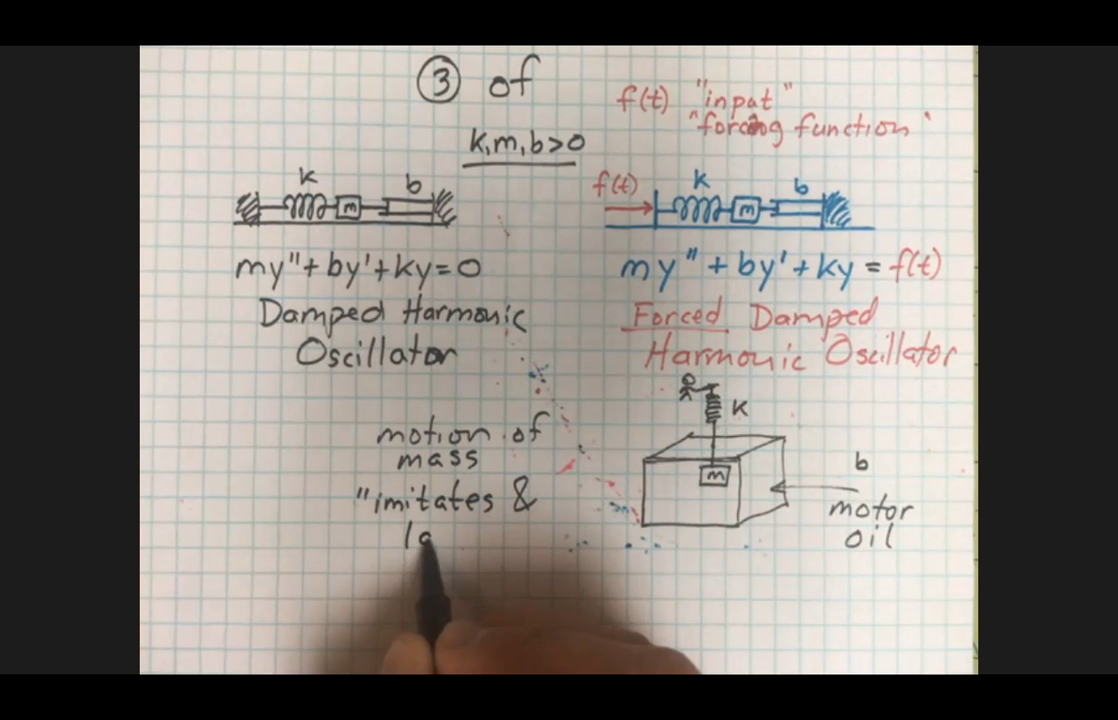 ③ of
f(t) "input"
"forcing function"
k,m,b>0
k
b
m
f(t)
k
b
m
my"+by'+ky=0
my"+by'+ky=f(t)
Damped Harmonic
Oscillator
Forced Damped
Harmonic Oscillator
k
motion of
mass
m
b
"imitates &
motor
oil
la